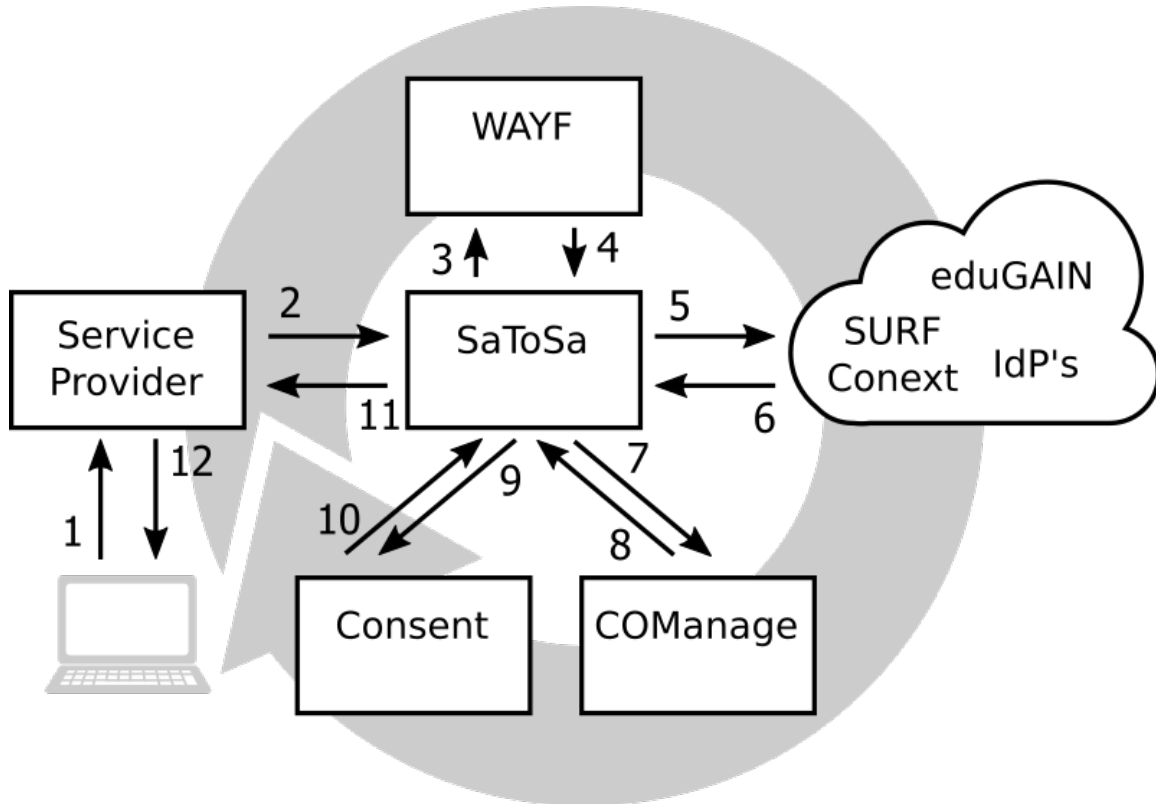 WAYF
3
4
eduGAIN
Service
Provider
2
SaToSa
5
SURF
Conext
IdP's
11
6
12
9
7
1
10
8
Consent
COManage